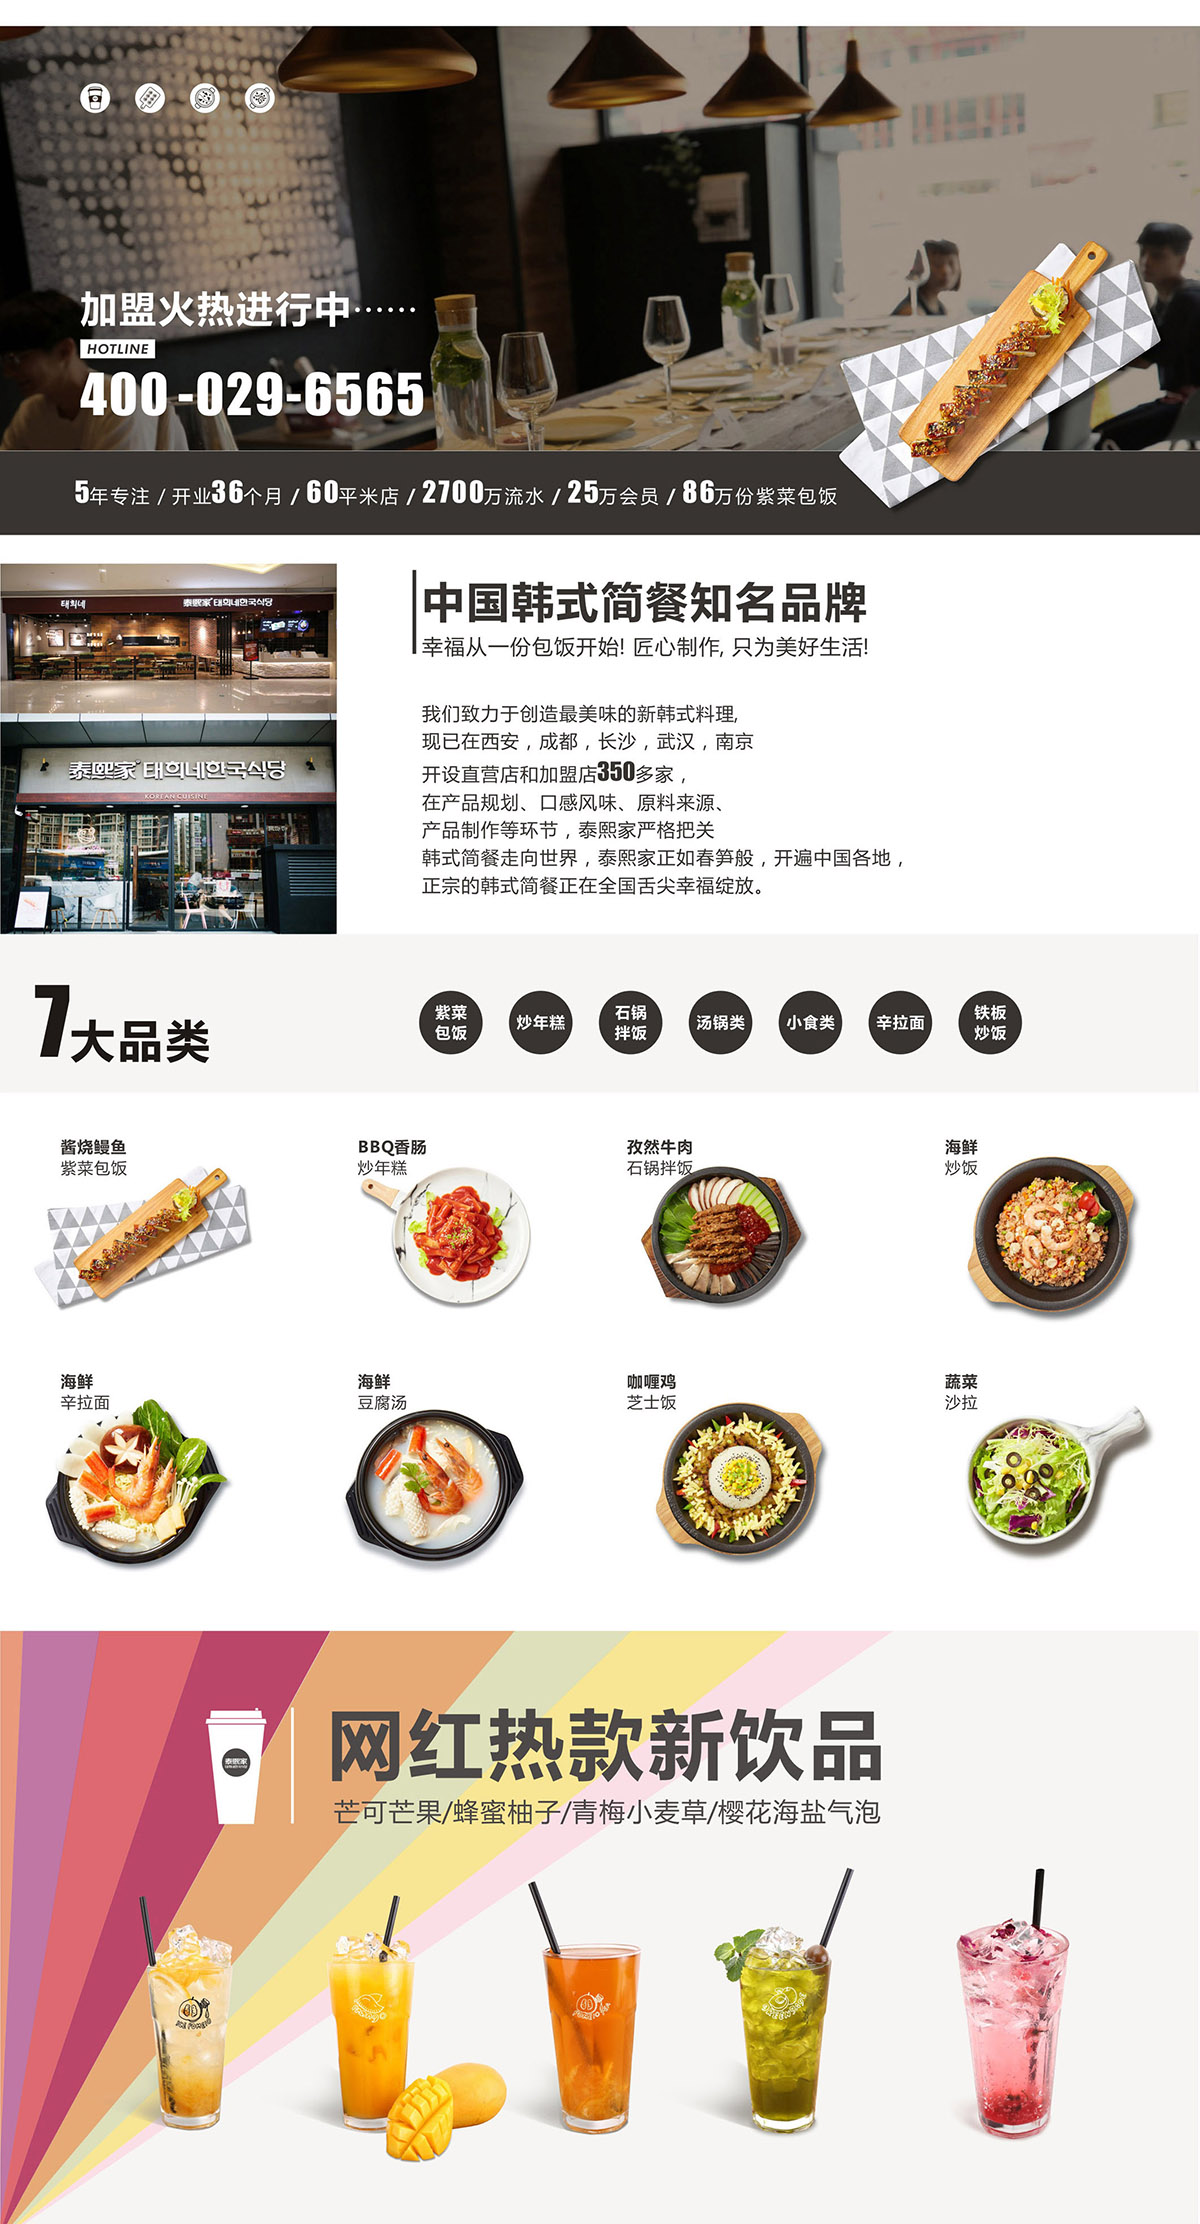 加盟火热进行中······
HOTLINE
400-029-6565
5年专注 / 开业36个月 / 60平米店 / 2700万流水 / 25万会员 / 86万份紫菜包饭
태희네
泰熙家 태희네한국식당
泰熙家 태희네한국식당
KOREAN CUISINE
中国韩式简餐知名品牌
幸福从一份包饭开始! 匠心制作, 只为美好生活!
我们致力于创造最美味的新韩式料理,
现已在西安，成都，长沙，武汉，南京
开设直营店和加盟店350多家，
在产品规划、口感风味、原料来源、
产品制作等环节，泰熙家严格把关
韩式简餐走向世界，泰熙家正如春笋般，开遍中国各地，
正宗的韩式简餐正在全国舌尖幸福绽放。
7大品类
紫菜
包饭
炒年糕
石锅
拌饭
汤锅类
小食类
辛拉面
铁板
炒饭
酱烧鳗鱼
紫菜包饭
BBQ香肠
炒年糕
孜然牛肉
石锅拌饭
海鲜
炒饭
海鲜
辛拉面
海鲜
豆腐汤
咖喱鸡
芝士饭
蔬菜
沙拉
泰熙家
网红热款新饮品
芒可芒果/蜂蜜柚子/青梅小麦草/樱花海盐气泡